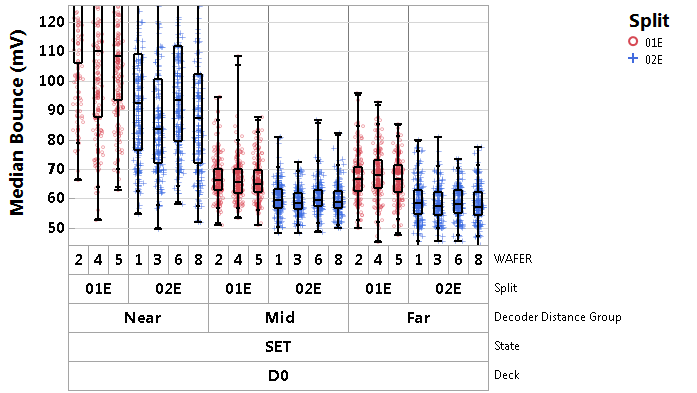 Split
01E
02E
Median Bounce (mV)
120
110
100
90
80
70
60
50
2 4 5 1 3 6 8 2 4 5 1 3 6 8 2 4 5 1 3 6 8 WAFER
01E 02E 01E 02E 01E 02E Split
Near Mid Far Decoder Distance Group
SET State
D0 Deck